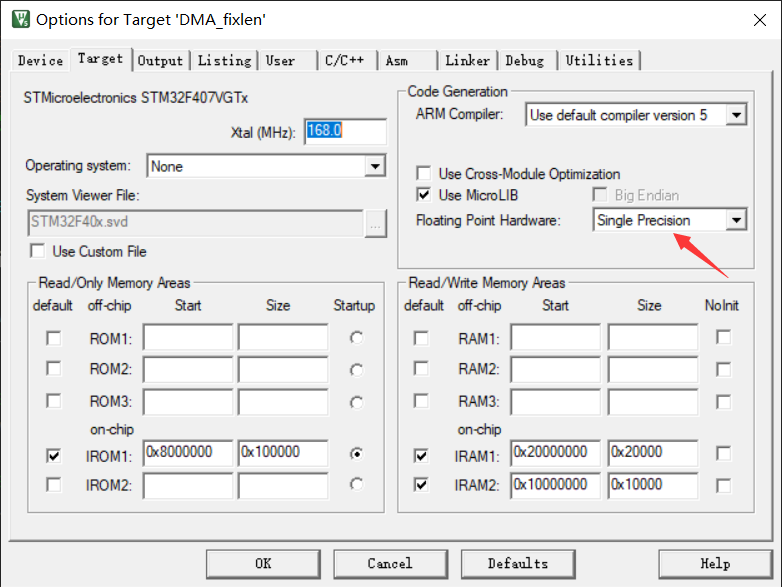 Options for Target 'DMA_fixlen'
Device Target Output Listing User C/C++ Asm Linker Debug Utilities
STMicroelectronics STM32F407VGTx
Xtal (MHz): 168.0
Operating system: None
System Viewer File:
STM32F40x.svd ...
Use Custom File
Code Generation
ARM Compiler: Use default compiler version 5
Use Cross-Module Optimization
Use MicroLIB Big Endian
Floating Point Hardware: Single Precision
Read/Only Memory Areas
default off-chip Start Size Startup
ROM1:
ROM2:
ROM3:
on-chip
IROM1: 0x8000000 0x100000
IROM2:
Read/Write Memory Areas
default off-chip Start Size NoInit
RAM1:
RAM2:
RAM3:
on-chip
IRAM1: 0x20000000 0x20000
IRAM2: 0x10000000 0x10000
OK Cancel Defaults Help